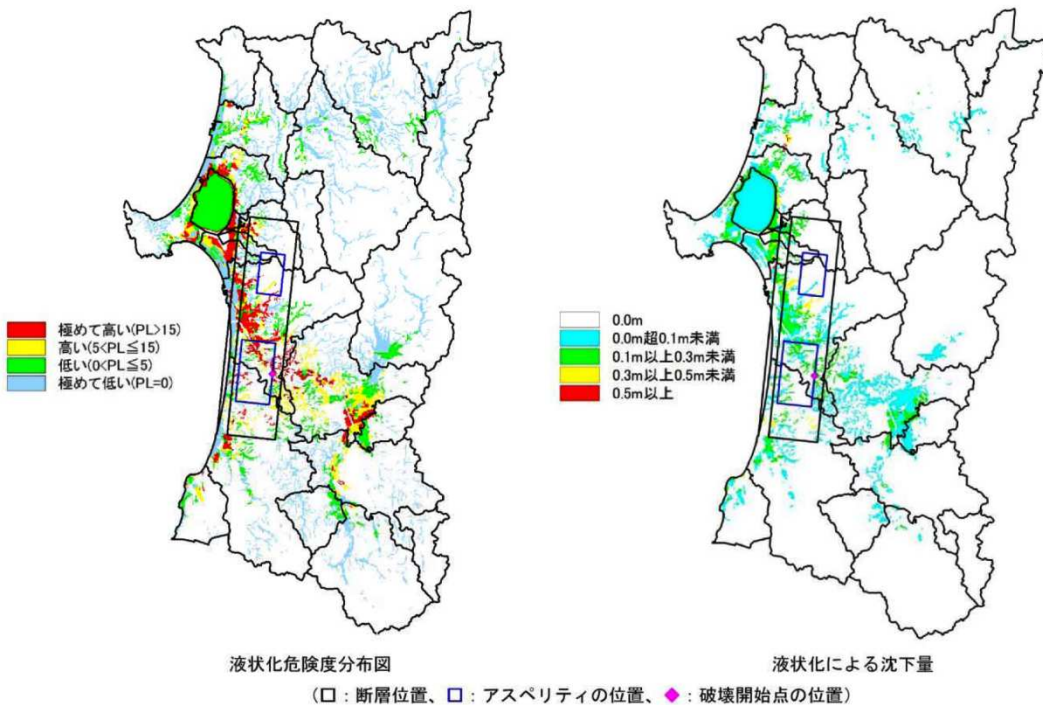 極めて高い(PL>15)
高い(5<PL≦15)
低い(0<PL≦5)
極めて低い(PL=0)
0.0m
0.0m超0.1m未満
0.1m以上0.3m未満
0.3m以上0.5m未満
0.5m以上
液状化危険度分布図
液状化による沈下量
(□:断層位置、□:アスペリティの位置、◆:破壊開始点の位置)